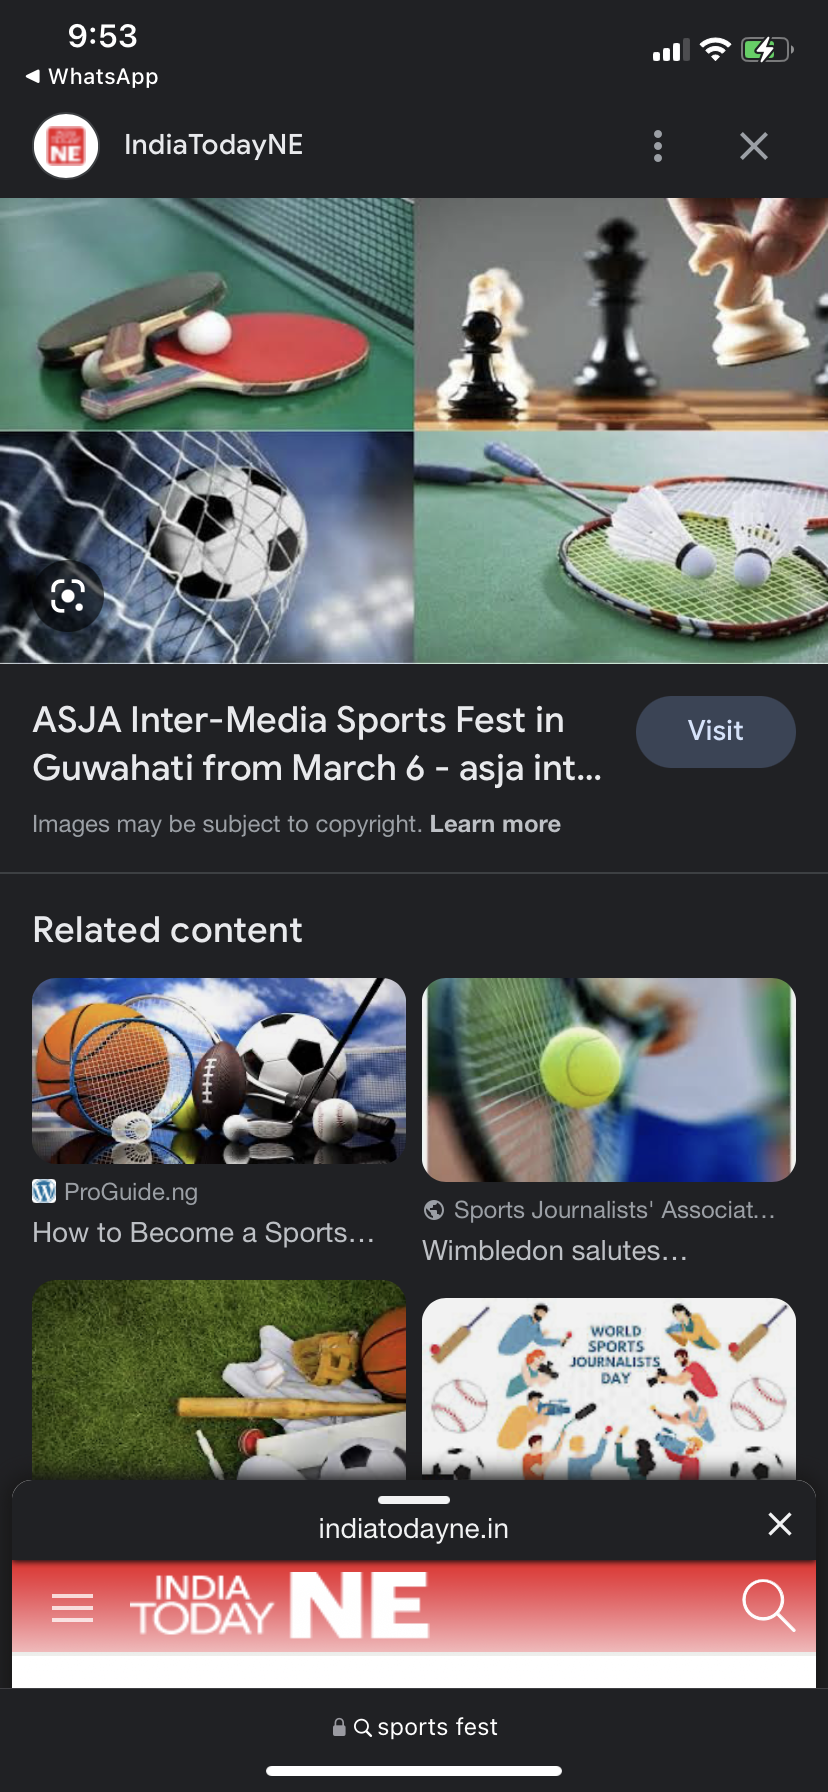 9:53
WhatsApp
NE
IndiaTodayNE
ASJA Inter-Media Sports Fest in
Guwahati from March 6 - asja int...
Visit
Images may be subject to copyright. Learn more
Related content
ProGuide.ng
How to Become a Sports...
Sports Journalists' Associat...
Wimbledon salutes...
WORLD
SPORTS
JOURNALISTS
DAY
indiatodayne.in
INDIA
TODAY NE
sports fest